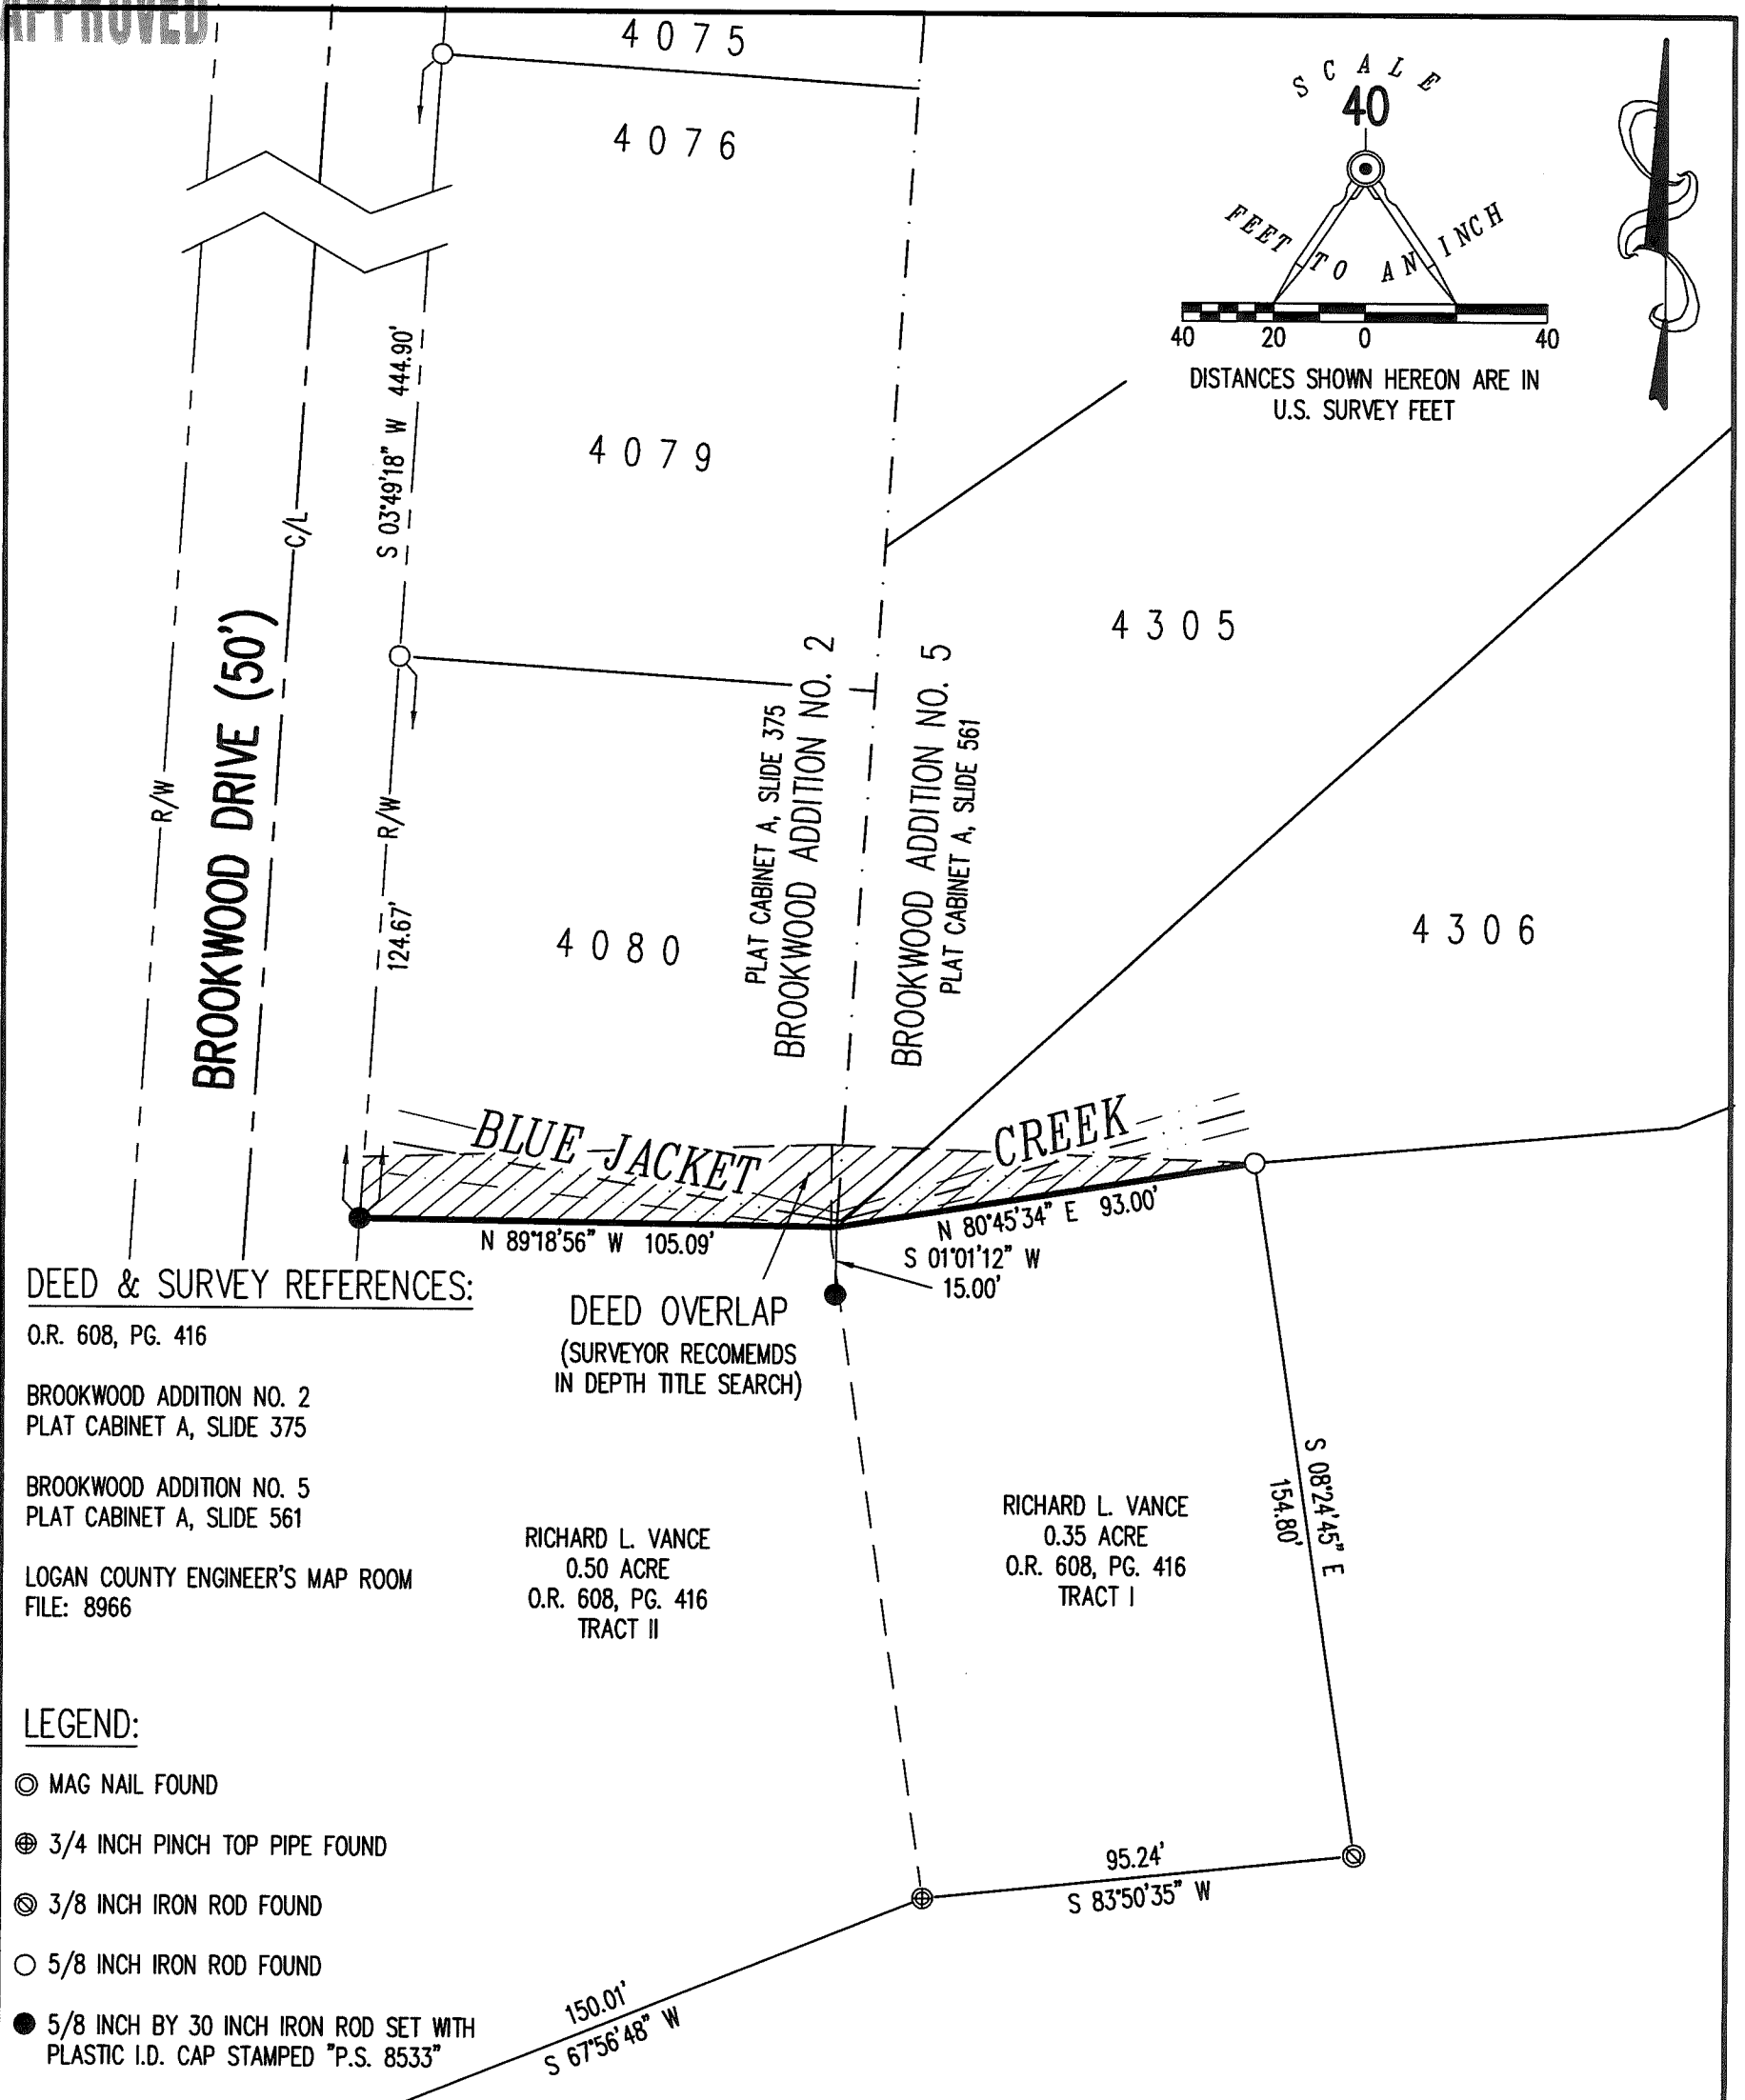 APPROVED
4075
4076
4079
4080
4305
4306
SCALE
40
FEET TO AN INCH
40 20 0 40
DISTANCES SHOWN HEREON ARE IN
U.S. SURVEY FEET
S 03°49'18" W 444.90'
C/L
R/W
R/W
124.67'
BROOKWOOD DRIVE (50')
PLAT CABINET A, SLIDE 375
BROOKWOOD ADDITION NO. 2
BROOKWOOD ADDITION NO. 5
PLAT CABINET A, SLIDE 561
BLUE JACKET CREEK
N 89°18'56" W 105.09'
N 80°45'34" E 93.00'
S 01°01'12" W
15.00'
DEED OVERLAP
(SURVEYOR RECOMEMDS
IN DEPTH TITLE SEARCH)
DEED & SURVEY REFERENCES:
O.R. 608, PG. 416
BROOKWOOD ADDITION NO. 2
PLAT CABINET A, SLIDE 375
BROOKWOOD ADDITION NO. 5
PLAT CABINET A, SLIDE 561
LOGAN COUNTY ENGINEER'S MAP ROOM
FILE: 8966
RICHARD L. VANCE
0.50 ACRE
O.R. 608, PG. 416
TRACT II
RICHARD L. VANCE
0.35 ACRE
O.R. 608, PG. 416
TRACT I
S 08°24'45" E
154.80'
95.24'
S 83°50'35" W
150.01'
S 67°56'48" W
LEGEND:
MAG NAIL FOUND
3/4 INCH PINCH TOP PIPE FOUND
3/8 INCH IRON ROD FOUND
5/8 INCH IRON ROD FOUND
5/8 INCH BY 30 INCH IRON ROD SET WITH
PLASTIC I.D. CAP STAMPED "P.S. 8533"